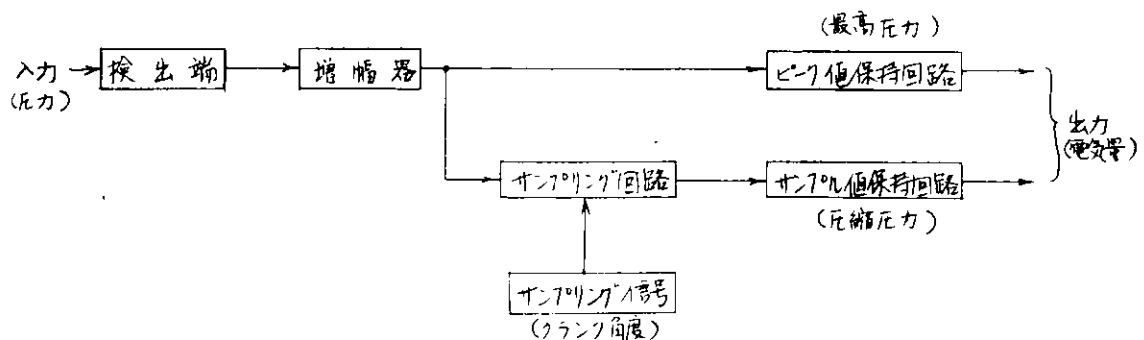 (最高圧力)
入力
(圧力)
検出端
増幅器
ピーク値保持回路
出力
(電気量)
サンプリング回路
サンプル値保持回路
(圧縮圧力)
サンプリング信号
(クランク角度)